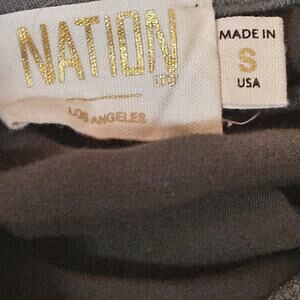 NATION
LTD
LOS ANGELES
MADE IN
S
USA